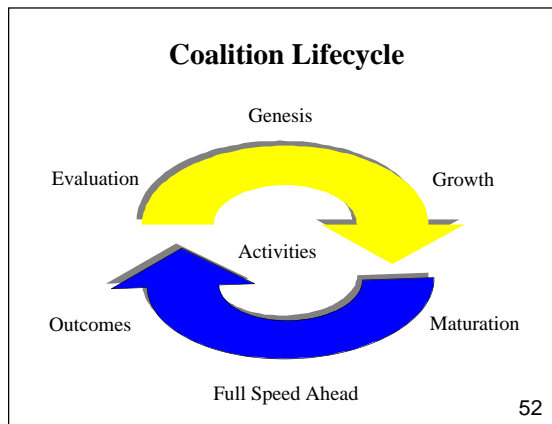 Coalition Lifecycle
Genesis
Evaluation
Growth
Activities
Outcomes
Maturation
Full Speed Ahead
52